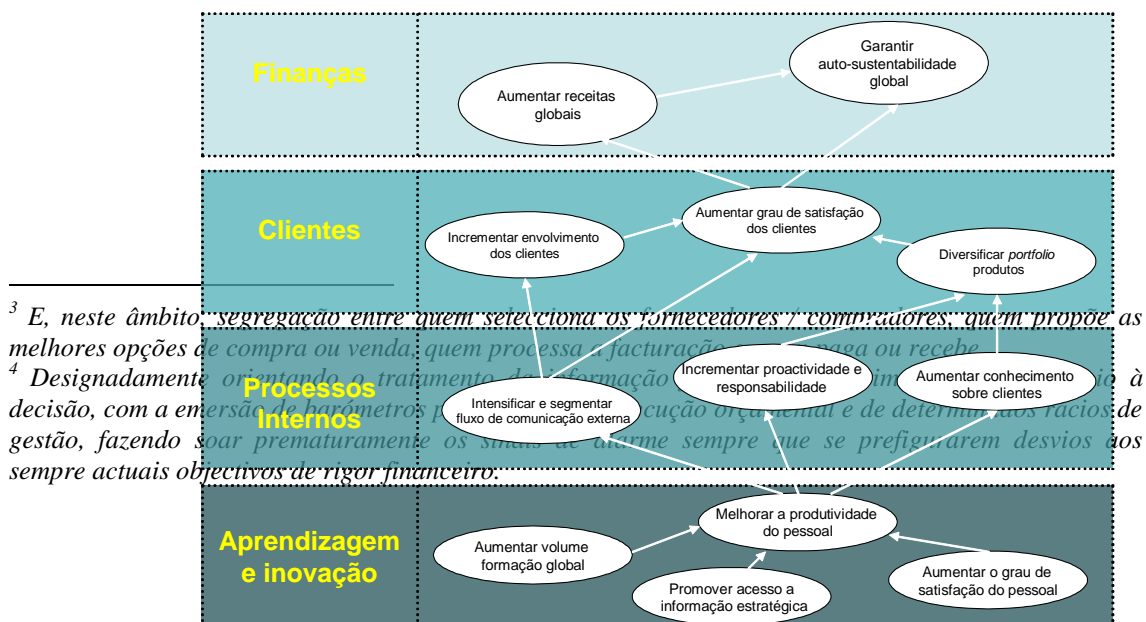 Finanças
Garantir
auto-sustentabilidade
global
Aumentar receitas
globais
Clientes
Aumentar grau de satisfação
dos clientes
Incrementar envolvimento
dos clientes
Diversificar portfolio
produtos
³ E, neste âmbito, segregação entre quem selecciona os fornecedores / compradores, quem propõe as
melhores opções de compra ou venda, quem processa a facturação paga ou recebe
⁴ Designadamente orientando o tratamento da informação à
decisão, com a emersão de barómetros orçamental e de determinados rácios de
gestão, fazendo soar prematuramente os sinais de alarme sempre que se prefigurarem desvios aos
sempre actuais objectivos de rigor financeiro.
Processos
Internos
Incrementar proactividade e
responsabilidade
Aumentar conhecimento
sobre clientes
Intensificar e segmentar
fluxo de comunicação externa
Aprendizagem
e inovação
Melhorar a produtividade
do pessoal
Aumentar volume
formação global
Promover acesso a
informação estratégica
Aumentar o grau de
satisfação do pessoal